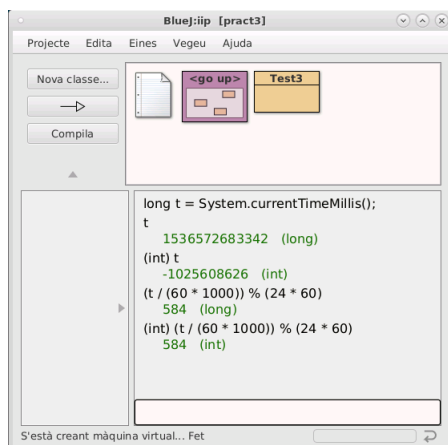 BlueJ:iip [pract3]
Projecte Edita Eines Vegeu Ajuda
Nova classe...
Compila
<go up>
Test3
long t = System.currentTimeMillis();
t
1536572683342 (long)
(int) t
-1025608626 (int)
(t / (60 * 1000)) % (24 * 60)
584 (long)
(int) (t / (60 * 1000)) % (24 * 60)
584 (int)
S'està creant màquina virtual... Fet